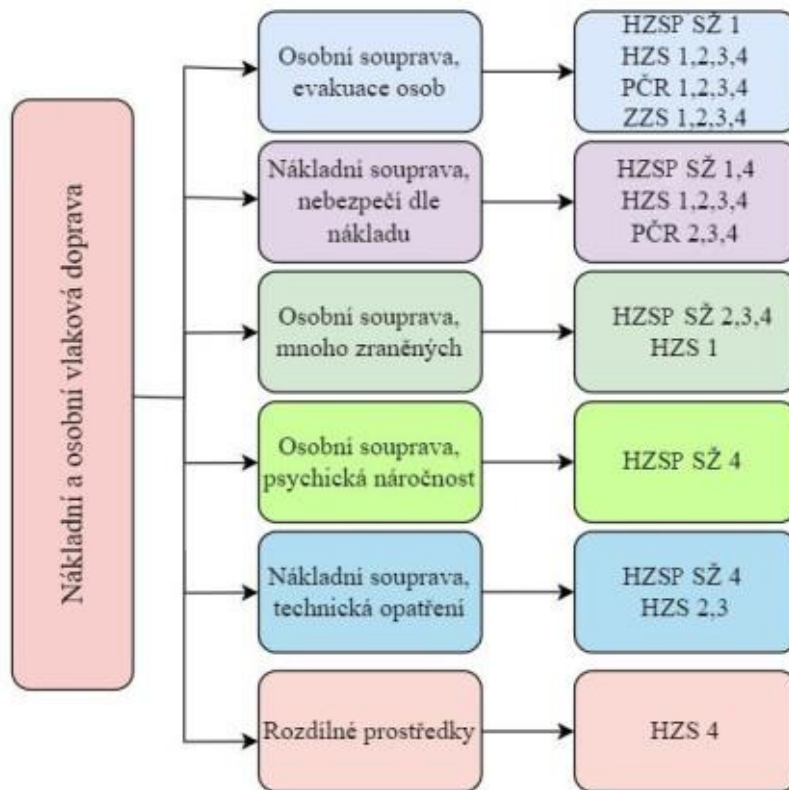 Nákladní a osobní vlaková doprava
Osobní souprava,
evakuace osob
HZSP SŽ 1
HZS 1,2,3,4
PČR 1,2,3,4
ZZS 1,2,3,4
Nákladní souprava,
nebezpečí dle
nákladu
HZSP SŽ 1,4
HZS 1,2,3,4
PČR 2,3,4
Osobní souprava,
mnoho zraněných
HZSP SŽ 2,3,4
HZS 1
Osobní souprava,
psychická náročnost
HZSP SŽ 4
Nákladní souprava,
technická opatření
HZSP SŽ 4
HZS 2,3
Rozdílné prostředky
HZS 4